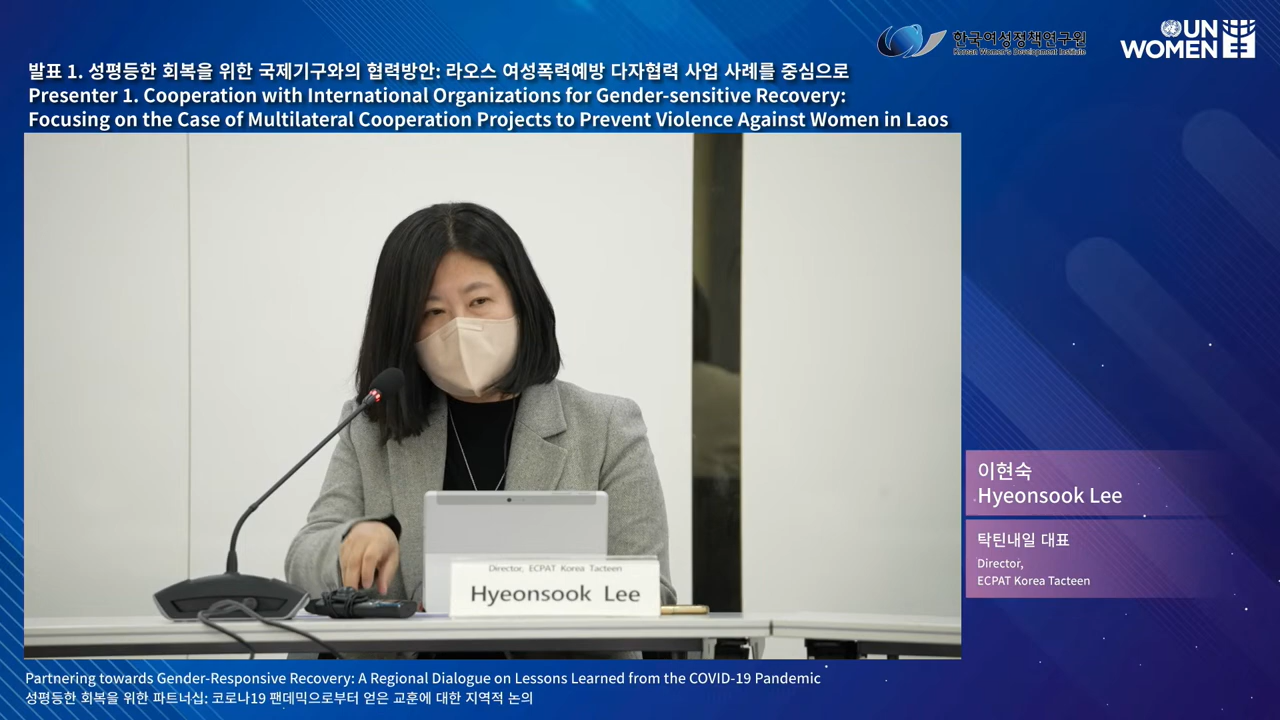 한국여성정책연구원
Korean Women's Development Institute
UN
WOMEN
발표 1. 성평등한 회복을 위한 국제기구와의 협력방안: 라오스 여성폭력예방 다자협력 사업 사례를 중심으로
Presenter 1. Cooperation with International Organizations for Gender-sensitive Recovery:
Focusing on the Case of Multilateral Cooperation Projects to Prevent Violence Against Women in Laos
이현숙
Hyeonsook Lee
탁틴내일 대표
Director,
ECPAT Korea Tacteen
Director, ECPAT Korea Tacteen
Hyeonsook Lee
Partnering towards Gender-Responsive Recovery: A Regional Dialogue on Lessons Learned from the COVID-19 Pandemic
성평등한 회복을 위한 파트너십: 코로나19 팬데믹으로부터 얻은 교훈에 대한 지역적 논의